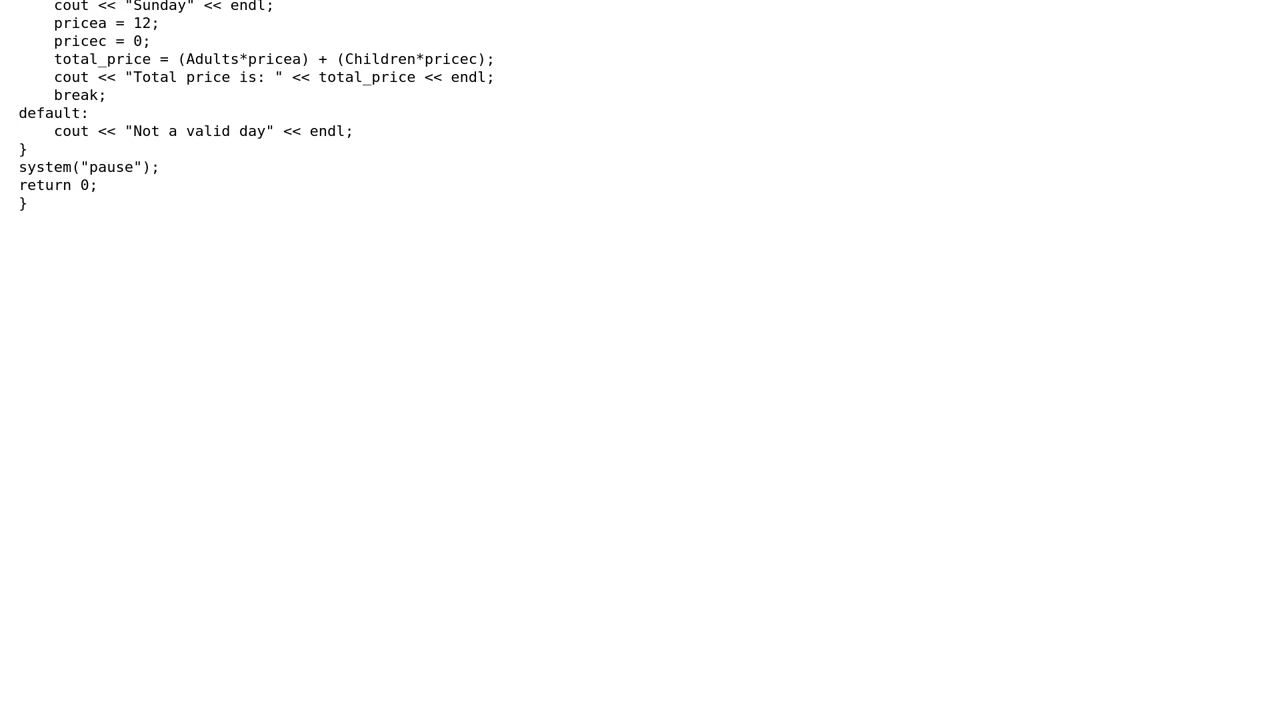 cout << "Sunday" << endl;
    pricea = 12;
    pricec = 0;
    total_price = (Adults*pricea) + (Children*pricec);
    cout << "Total price is: " << total_price << endl;
    break;
default:
    cout << "Not a valid day" << endl;
}
system("pause");
return 0;
}